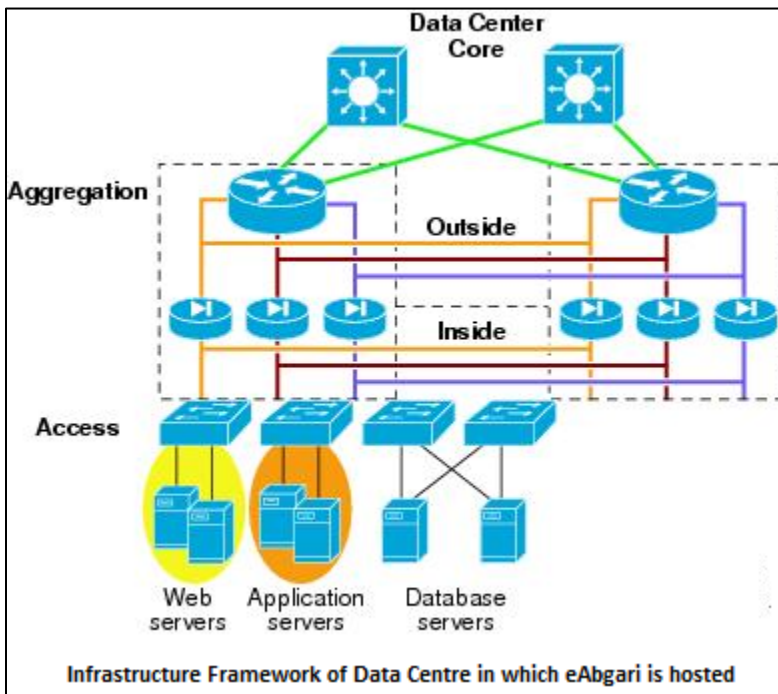 Data Center
Core
Aggregation
Outside
Inside
Access
Web
servers
Application
servers
Database
servers
Infrastructure Framework of Data Centre in which eAbgari is hosted